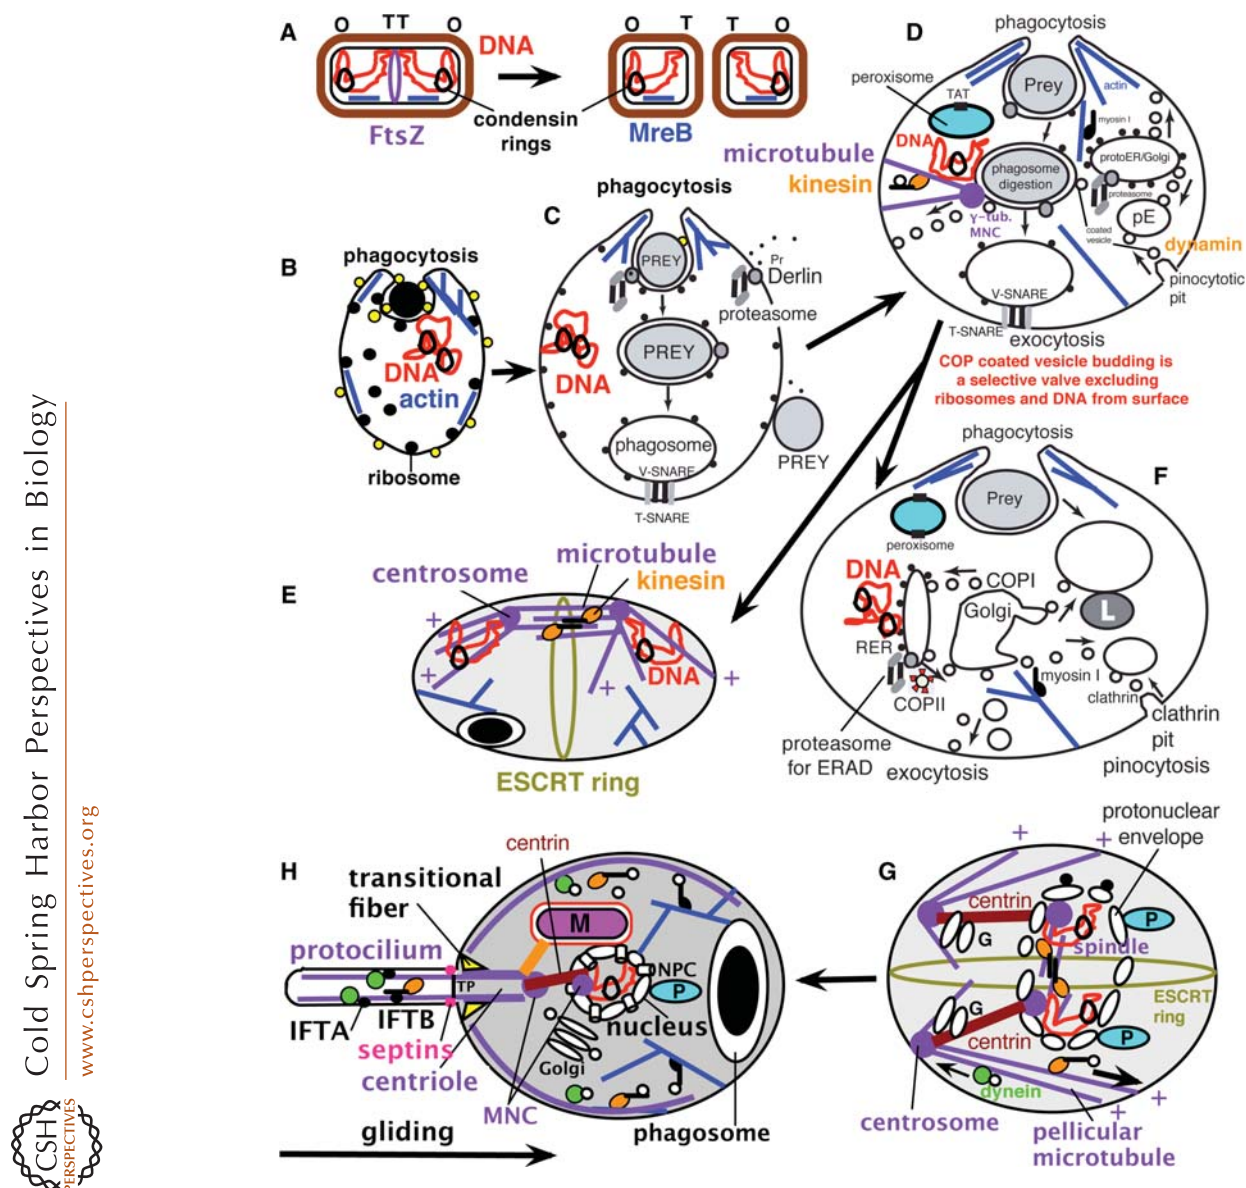 Cold Spring Harbor Perspectives in Biology
www.cshperspectives.org
CSH
PERSPECTIVES
A
O
TT
O
DNA
FtsZ
condensin
rings
O
T
T
O
MreB
B
phagocytosis
DNA
actin
ribosome
C
phagocytosis
PREY
Pr
Derlin
proteasome
PREY
DNA
phagosome
V-SNARE
T-SNARE
PREY
D
phagocytosis
peroxisome
TAT
Prey
actin
myosin I
DNA
microtubule
kinesin
phagosome
digestion
protoER/Golgi
proteasome
γ-tub.
MNC
coated
vesicle
pE
dynamin
pinocytotic
pit
V-SNARE
T-SNARE
exocytosis
COP coated vesicle budding is
a selective valve excluding
ribosomes and DNA from surface
E
centrosome
microtubule
kinesin
+
+
+
+
DNA
ESCRT ring
F
phagocytosis
Prey
peroxisome
DNA
COPI
Golgi
L
RER
COPII
myosin I
clathrin
clathrin
pit
pinocytosis
proteasome
for ERAD
exocytosis
G
protonuclear
envelope
+
+
centrin
G
P
spindle
ESCRT
ring
G
centrin
P
dynein
+
+
centrosome
pellicular
microtubule
H
centrin
transitional
fiber
protocilium
M
TP
NPC
P
IFTA
IFTB
nucleus
septins
Golgi
centriole
MNC
gliding
phagosome